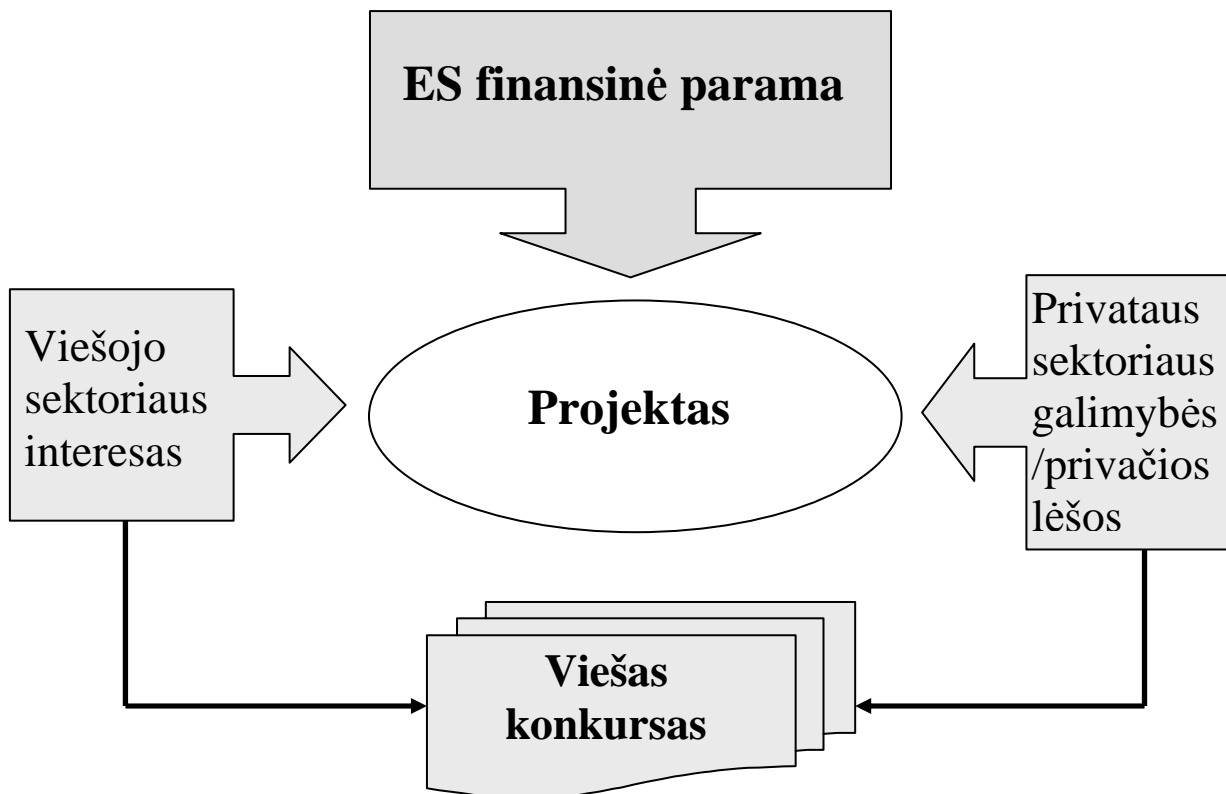 ES finansinė parama
Viešojo
sektoriaus
interesas
Projektas
Privataus
sektoriaus
galimybės
/privačios
lėšos
Viešas
konkursas